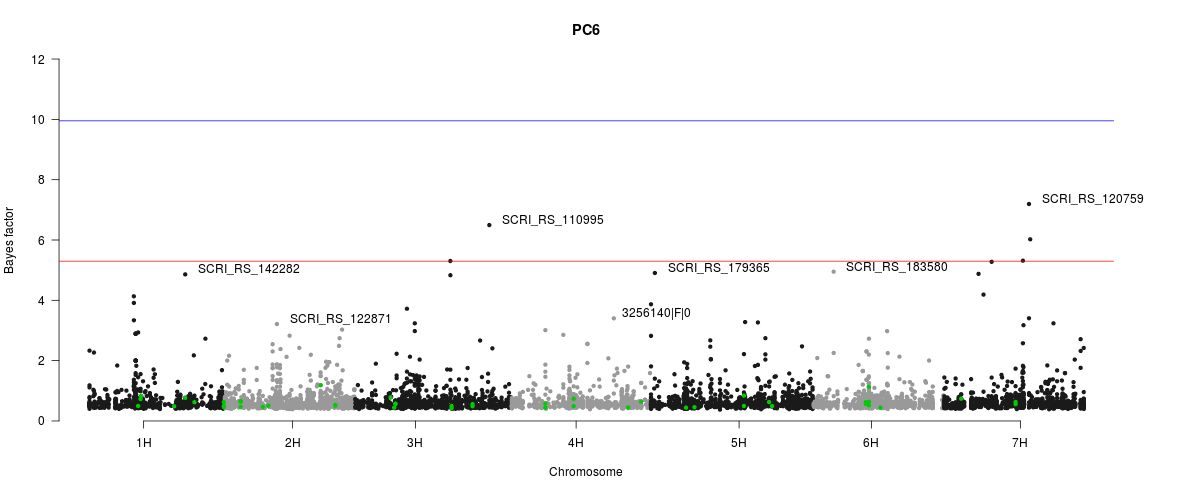 PC6
12
10
8
6
4
2
0
Bayes factor
SCRI_RS_120759
SCRI_RS_110995
SCRI_RS_142282
SCRI_RS_179365
SCRI_RS_183580
SCRI_RS_122871
3256140|F|0
1H 2H 3H 4H 5H 6H 7H
Chromosome